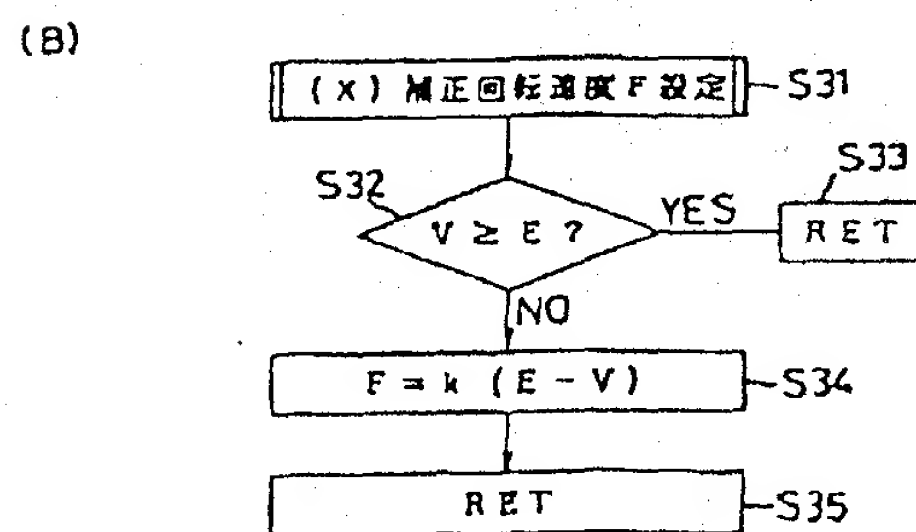 (B)
(X) 補正回転速度F設定
S31
S32
S33
V ≥ E ?
YES
RET
NO
F = k (E - V)
S34
RET
S35